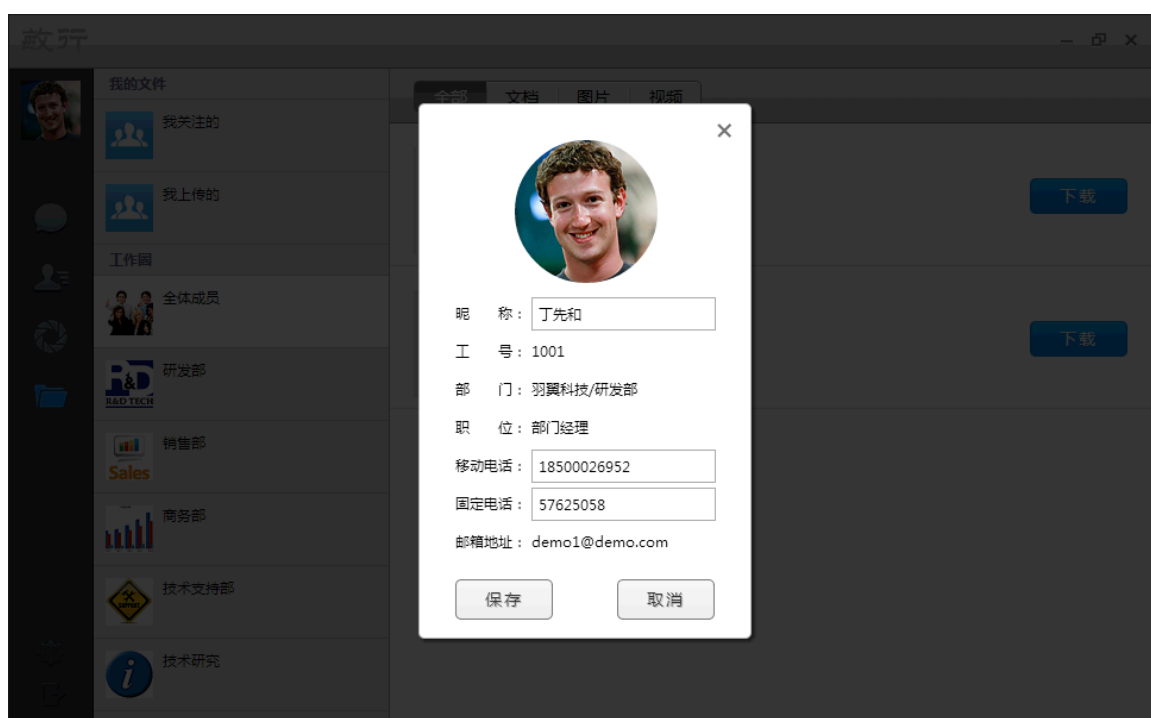 敏行
我的文件
全部 文档 图片 视频
我关注的
我上传的
下载
工作圆
全体成员
下载
研发部
R&D
R&D TECH
销售部
Sales
商务部
技术支持部
SUPPORT
技术研究
i
昵 称： 丁先和
工 号： 1001
部 门： 羽翼科技/研发部
职 位： 部门经理
移动电话： 18500026952
固定电话： 57625058
邮箱地址： demo1@demo.com
保存 取消